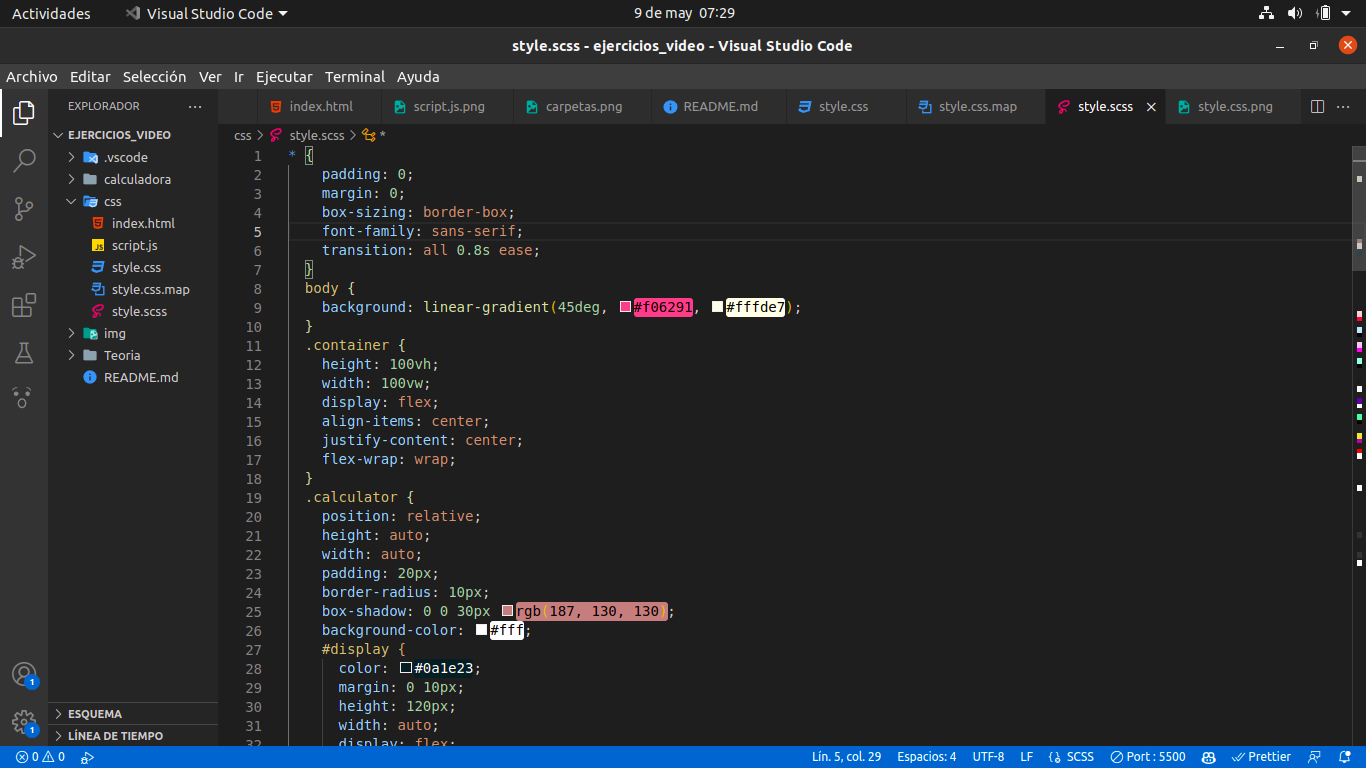 Actividades Visual Studio Code 9 de may 07:29
style.scss - ejercicios_video - Visual Studio Code
Archivo Editar Selección Ver Ir Ejecutar Terminal Ayuda
EXPLORADOR ···
index.html script.js.png carpetas.png README.md style.css style.css.map style.scss style.css.png ···
css > style.scss > *
EJERCICIOS_VIDEO
.vscode
calculadora
css
index.html
JS script.js
style.css
style.css.map
style.scss
img
Teoria
README.md
ESQUEMA
LÍNEA DE TIEMPO
1 * {
2 padding: 0;
3 margin: 0;
4 box-sizing: border-box;
5 font-family: sans-serif;
6 transition: all 0.8s ease;
7 }
8 body {
9 background: linear-gradient(45deg, #f06291, #fffde7);
10 }
11 .container {
12 height: 100vh;
13 width: 100vw;
14 display: flex;
15 align-items: center;
16 justify-content: center;
17 flex-wrap: wrap;
18 }
19 .calculator {
20 position: relative;
21 height: auto;
22 width: auto;
23 padding: 20px;
24 border-radius: 10px;
25 box-shadow: 0 0 30px rgb(187, 130, 130);
26 background-color: #fff;
27 #display {
28 color: #0a1e23;
29 margin: 0 10px;
30 height: 120px;
31 width: auto;
32 display: flex;
1
1
0 0 Lín. 5, col. 29 Espacios: 4 UTF-8 LF {} SCSS Port : 5500 Prettier